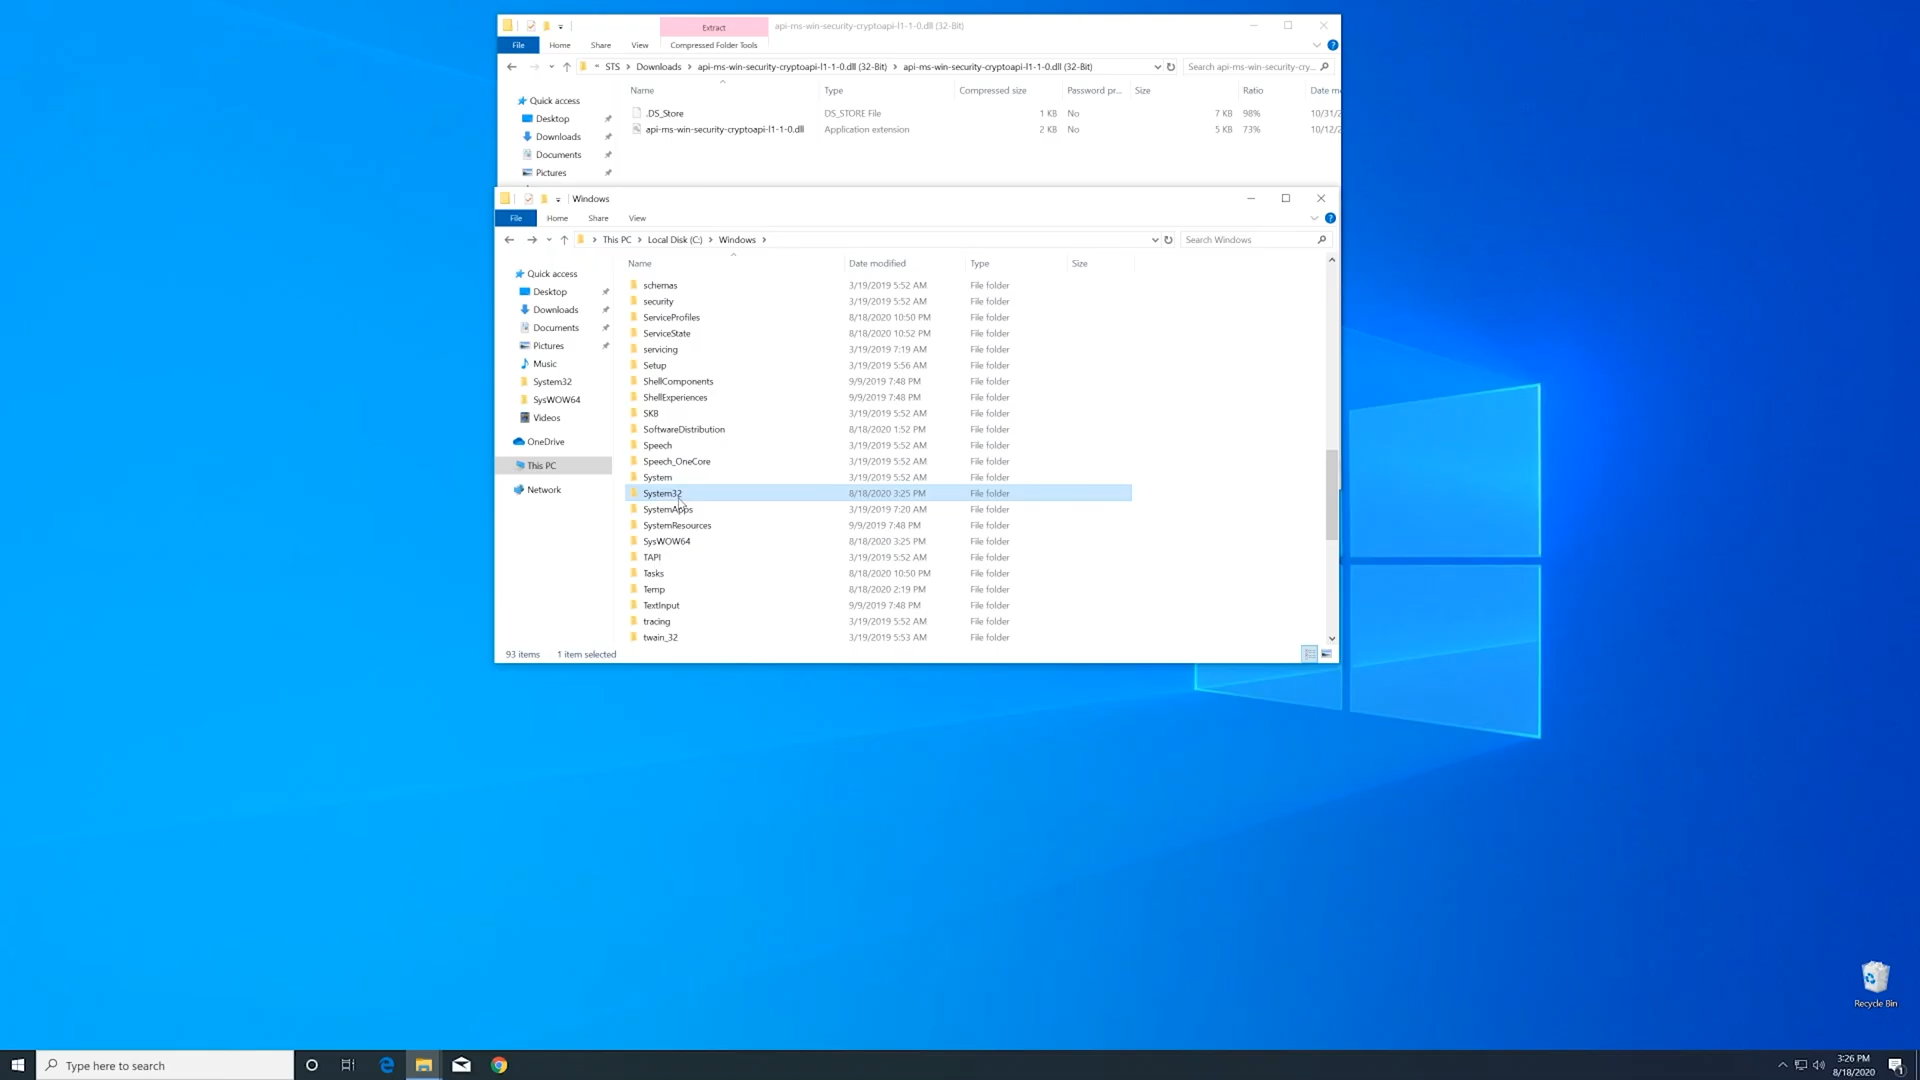 Extract
api-ms-win-security-cryptoapi-l1-1-0.dll (32-Bit)
File Home Share View Compressed Folder Tools
STS Downloads api-ms-win-security-cryptoapi-l1-1-0.dll (32-Bit) api-ms-win-security-cryptoapi-l1-1-0.dll (32-Bit) Search api-ms-win-security-cry...
Name Type Compressed size Password pr... Size Ratio Date m
Quick access
.DS_Store DS_STORE File 1 KB No 7 KB 98% 10/31/2
Desktop
api-ms-win-security-cryptoapi-l1-1-0.dll Application extension 2 KB No 5 KB 73% 10/12/2
Downloads
Documents
Pictures
Windows
File Home Share View
This PC Local Disk (C:) Windows Search Windows
Name Date modified Type Size
Quick access
Desktop
Downloads
Documents
Pictures
Music
System32
SysWOW64
Videos
OneDrive
This PC
Network
schemas 3/19/2019 5:52 AM File folder
security 3/19/2019 5:52 AM File folder
ServiceProfiles 8/18/2020 10:50 PM File folder
ServiceState 8/18/2020 10:52 PM File folder
servicing 3/19/2019 7:19 AM File folder
Setup 3/19/2019 5:56 AM File folder
ShellComponents 9/9/2019 7:48 PM File folder
ShellExperiences 9/9/2019 7:48 PM File folder
SKB 3/19/2019 5:52 AM File folder
SoftwareDistribution 8/18/2020 1:52 PM File folder
Speech 3/19/2019 5:52 AM File folder
Speech_OneCore 3/19/2019 5:52 AM File folder
System 3/19/2019 5:52 AM File folder
System32 8/18/2020 3:25 PM File folder
SystemApps 3/19/2019 7:20 AM File folder
SystemResources 9/9/2019 7:48 PM File folder
SysWOW64 8/18/2020 3:25 PM File folder
TAPI 3/19/2019 5:52 AM File folder
Tasks 8/18/2020 10:50 PM File folder
Temp 8/18/2020 2:19 PM File folder
TextInput 9/9/2019 7:48 PM File folder
tracing 3/19/2019 5:52 AM File folder
twain_32 3/19/2019 5:53 AM File folder
93 items 1 item selected
Recycle Bin
Type here to search
3:26 PM
8/18/2020